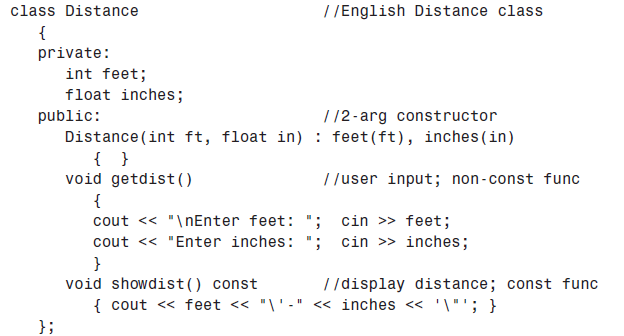 class Distance                    //English Distance class
   {
   private:
      int feet;
      float inches;
   public:                        //2-arg constructor
      Distance(int ft, float in) : feet(ft), inches(in)
         {  }
      void getdist()              //user input; non-const func
         {
         cout << "\nEnter feet: ";  cin >> feet;
         cout << "Enter inches: ";  cin >> inches;
         }
      void showdist() const       //display distance; const func
         { cout << feet << "\'-" << inches << '\"'; }
   };